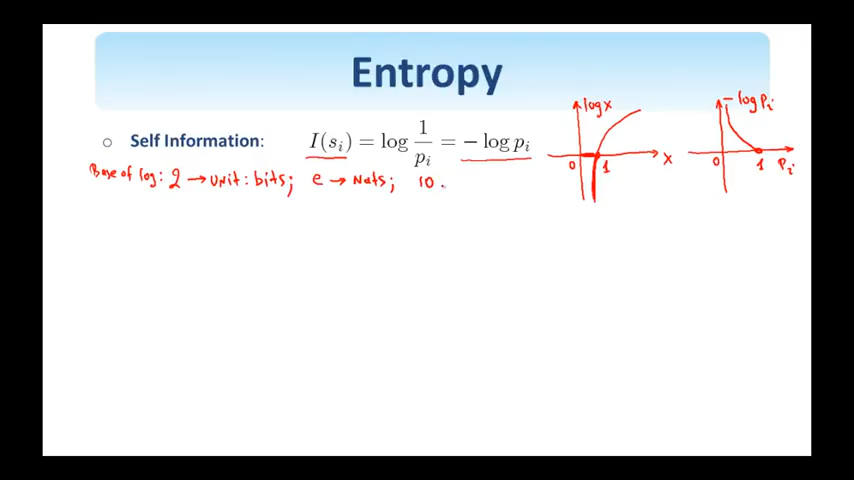 Entropy
Self Information: I(s_i) = log 1/p_i = − log p_i
Base of log: 2 → Unit: bits; e → Nats; 10
log x
0 1 x
− log P_i
0 1 P_i